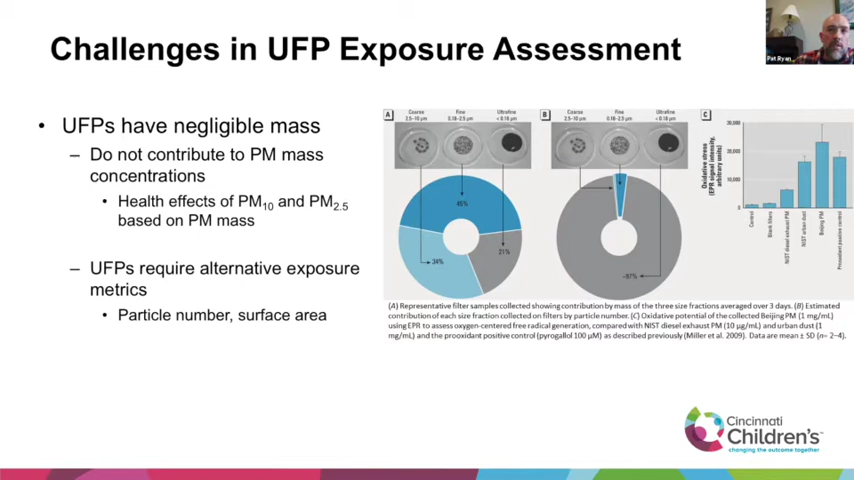 Challenges in UFP Exposure Assessment
Pat Ryan
• UFPs have negligible mass
– Do not contribute to PM mass
concentrations
• Health effects of PM10 and PM2.5
based on PM mass
– UFPs require alternative exposure
metrics
• Particle number, surface area
A
Coarse
2.5–10 µm
Fine
0.18–2.5 µm
Ultrafine
< 0.18 µm
45%
34%
21%
B
Coarse
2.5–10 µm
Fine
0.18–2.5 µm
Ultrafine
< 0.18 µm
~97%
C
Oxidative stress
(EPR signal intensity,
arbitrary units)
30,000
20,000
10,000
0
Control
Blank filters
NIST diesel exhaust PM
NIST urban dust
Beijing PM
Prooxidant positive control
(A) Representative filter samples collected showing contribution by mass of the three size fractions averaged over 3 days. (B) Estimated
contribution of each size fraction collected on filters by particle number. (C) Oxidative potential of the collected Beijing PM (1 mg/mL)
using EPR to assess oxygen-centered free radical generation, compared with NIST diesel exhaust PM (10 µg/mL) and urban dust (1
mg/mL) and the prooxidant positive control (pyrogallol 100 µM) as described previously (Miller et al. 2009). Data are mean ± SD (n= 2–4).
Cincinnati
Children's™
changing the outcome together